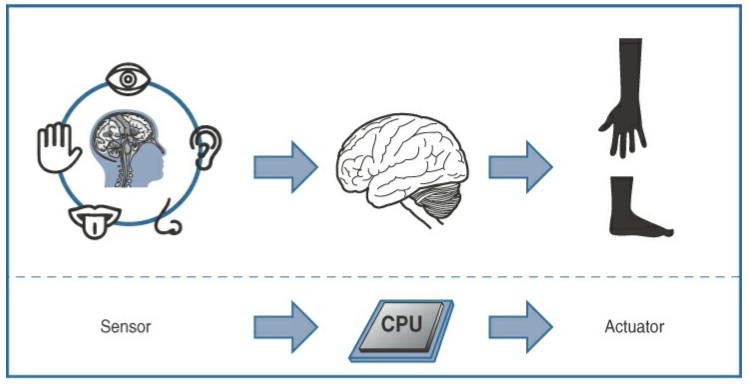 Sensor
CPU
Actuator